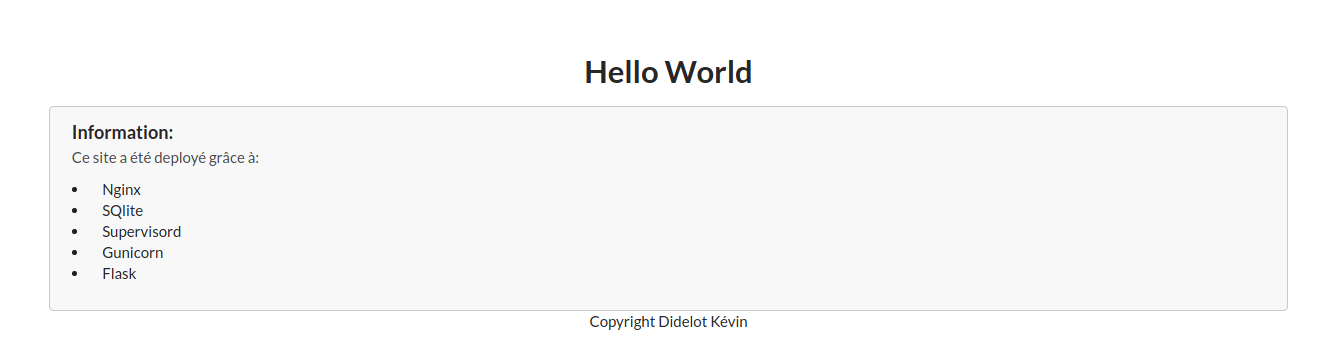 Hello World
Information:
Ce site a été deployé grâce à:
Nginx
SQlite
Supervisord
Gunicorn
Flask
Copyright Didelot Kévin